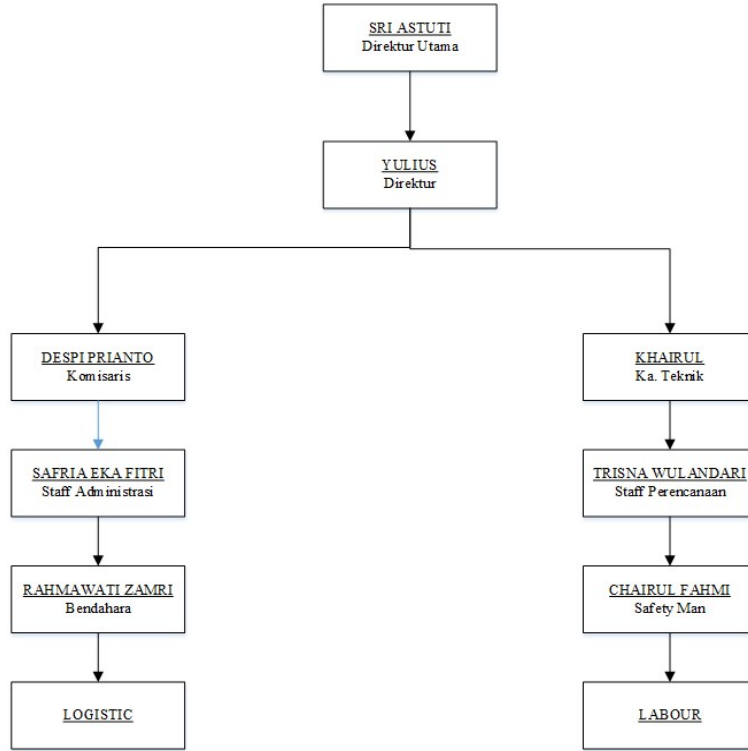 SRI ASTUTI
Direktur Utama
YULIUS
Direktur
DESPI PRIANTO
Komisaris
KHAIRUL
Ka. Teknik
SAFRIA EKA FITRI
Staff Administrasi
TRISNA WULANDARI
Staff Perencanaan
RAHMAWATI ZAMRI
Bendahara
CHAIRUL FAHMI
Safety Man
LOGISTIC
LABOUR